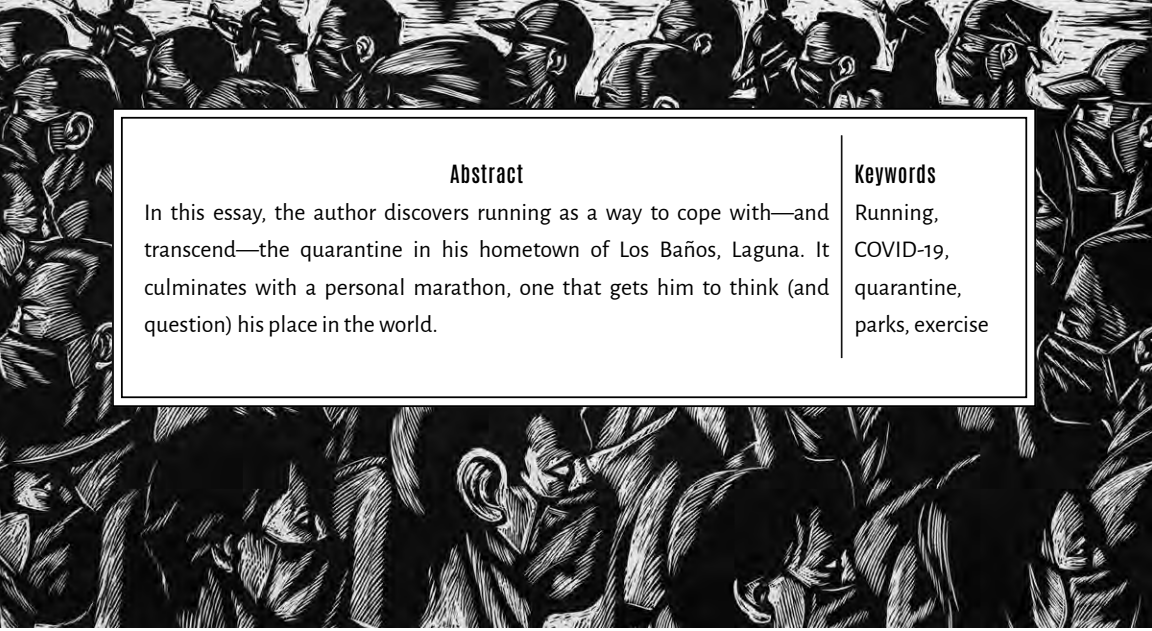 Abstract
In this essay, the author discovers running as a way to cope with—and
transcend—the quarantine in his hometown of Los Baños, Laguna. It
culminates with a personal marathon, one that gets him to think (and
question) his place in the world.
Keywords
Running,
COVID-19,
quarantine,
parks, exercise